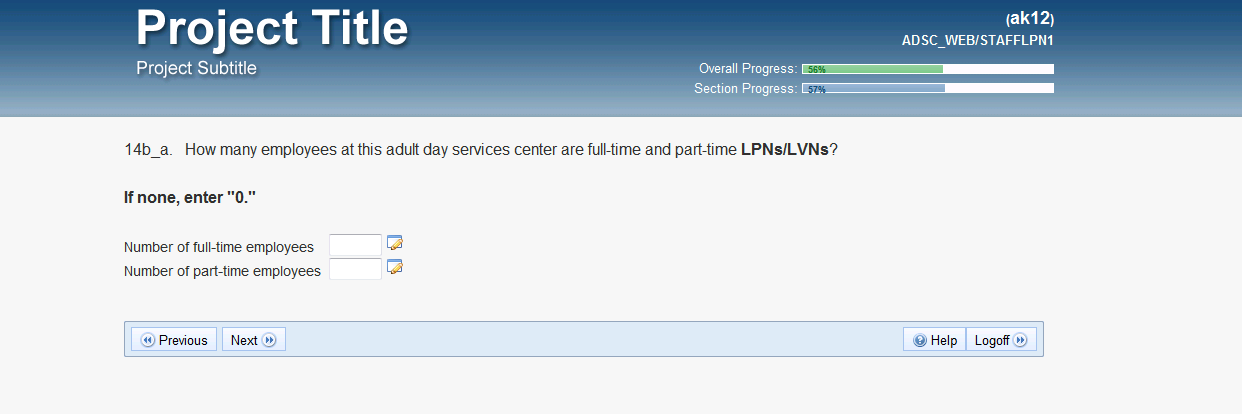 Project Title
Project Subtitle
(ak12)
ADSC_WEB/STAFFLPN1
Overall Progress: 56%
Section Progress: 57%
14b_a. How many employees at this adult day services center are full-time and part-time LPNs/LVNs?
If none, enter "0."
Number of full-time employees
Number of part-time employees
Previous Next Help Logoff